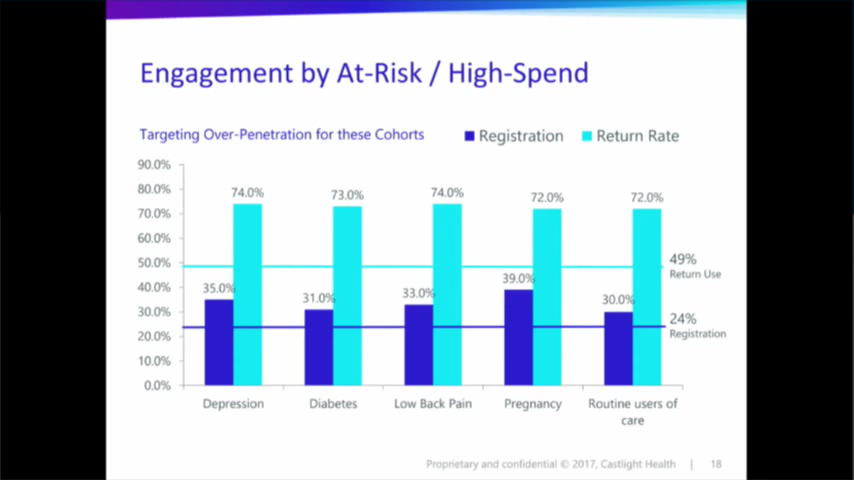 Engagement by At-Risk / High-Spend
Targeting Over-Penetration for these Cohorts
Registration
Return Rate
90.0%
80.0%
70.0%
60.0%
50.0%
40.0%
30.0%
20.0%
10.0%
0.0%
74.0%
73.0%
74.0%
72.0%
72.0%
35.0%
31.0%
33.0%
39.0%
30.0%
49%
Return Use
24%
Registration
Depression
Diabetes
Low Back Pain
Pregnancy
Routine users of
care
Proprietary and confidential © 2017, Castlight Health | 18